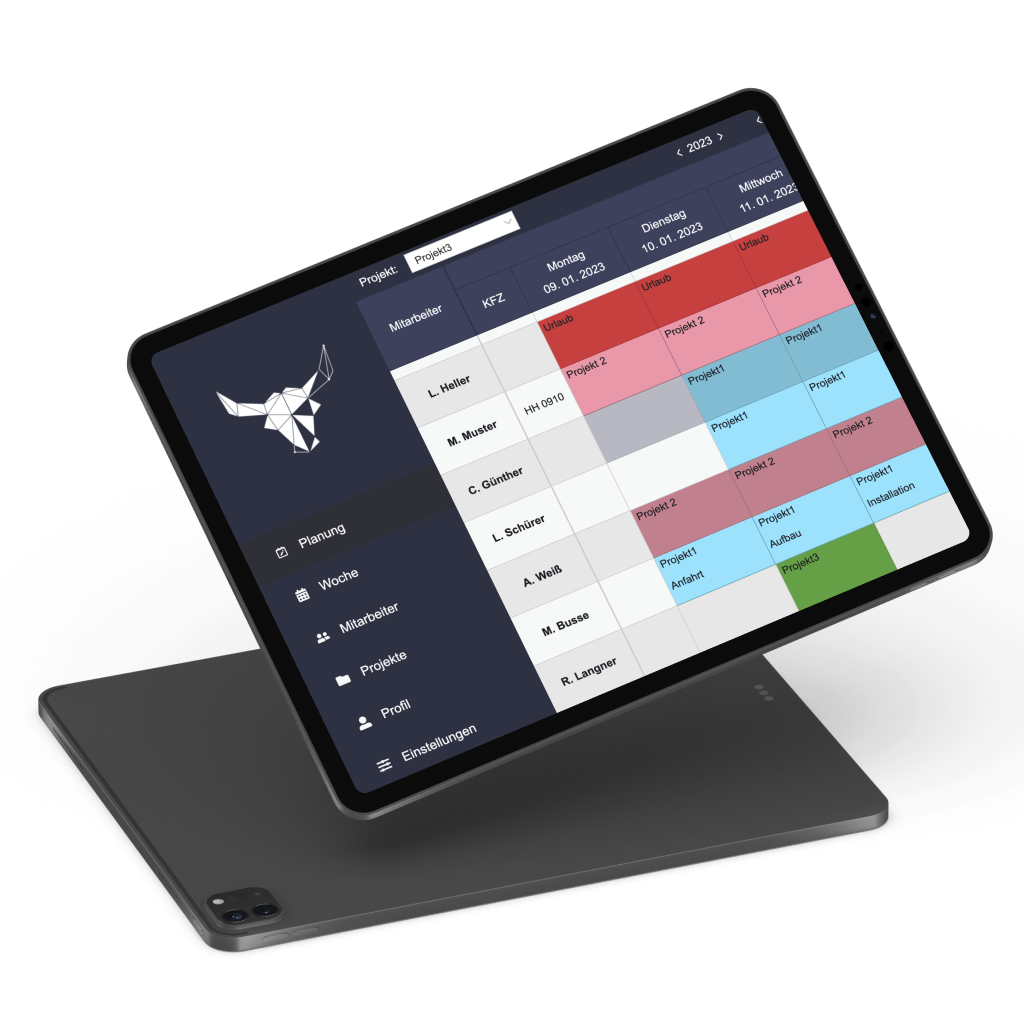 < 2023 >
<
Projekt:
Projekt3
Mitarbeiter
KFZ
Montag
09. 01. 2023
Dienstag
10. 01. 2023
Mittwoch
11. 01. 2023
L. Heller
Urlaub
Urlaub
Urlaub
M. Muster
HH 0910
Projekt 2
Projekt 2
Projekt 2
C. Günther
Projekt1
Projekt1
L. Schürer
Projekt1
Projekt1
A. Weiß
Projekt 2
Projekt 2
Projekt 2
M. Busse
Projekt1
Anfahrt
Projekt1
Aufbau
Projekt1
Installation
R. Langner
Projekt3
Planung
Woche
Mitarbeiter
Projekte
Profil
Einstellungen